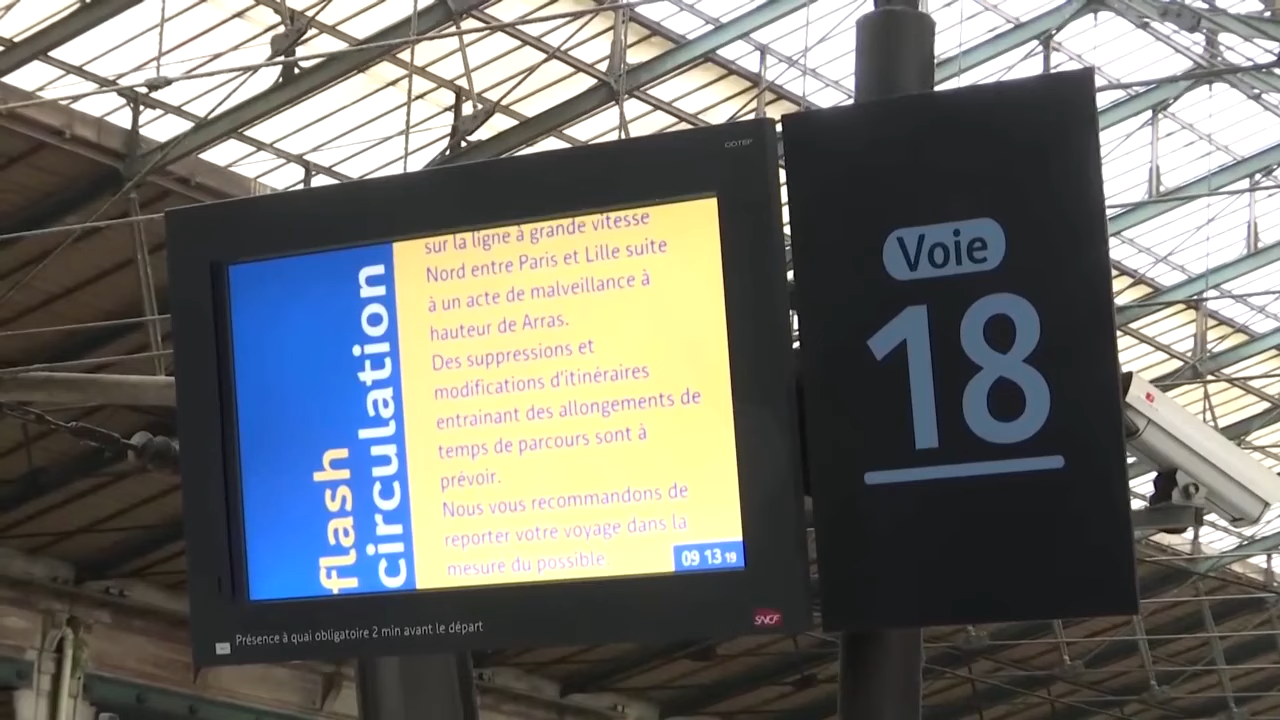 COTEP
flash
circulation
sur la ligne à grande vitesse
Nord entre Paris et Lille suite
à un acte de malveillance à
hauteur de Arras.
Des suppressions et
modifications d'itinéraires
entrainant des allongements de
temps de parcours sont à
prévoir.
Nous vous recommandons de
reporter votre voyage dans la
mesure du possible.
09 13 19
Présence à quai obligatoire 2 min avant le départ
SNCF
Voie
18